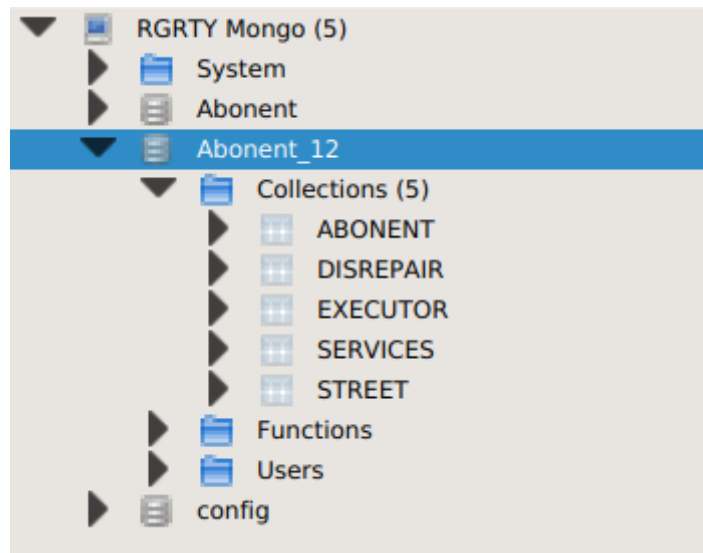 RGRTY Mongo (5)
System
Abonent
Abonent_12
Collections (5)
ABONENT
DISREPAIR
EXECUTOR
SERVICES
STREET
Functions
Users
config